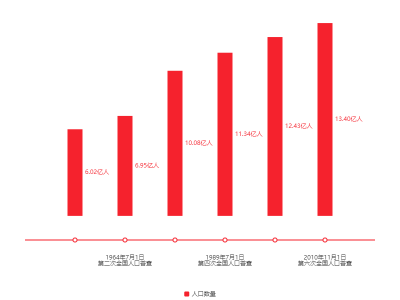 6.02亿人
6.95亿人
10.08亿人
11.34亿人
12.43亿人
13.40亿人
1964年7月1日
第二次全国人口普查
1989年7月1日
第四次全国人口普查
2010年11月1日
第六次全国人口普查
人口数量